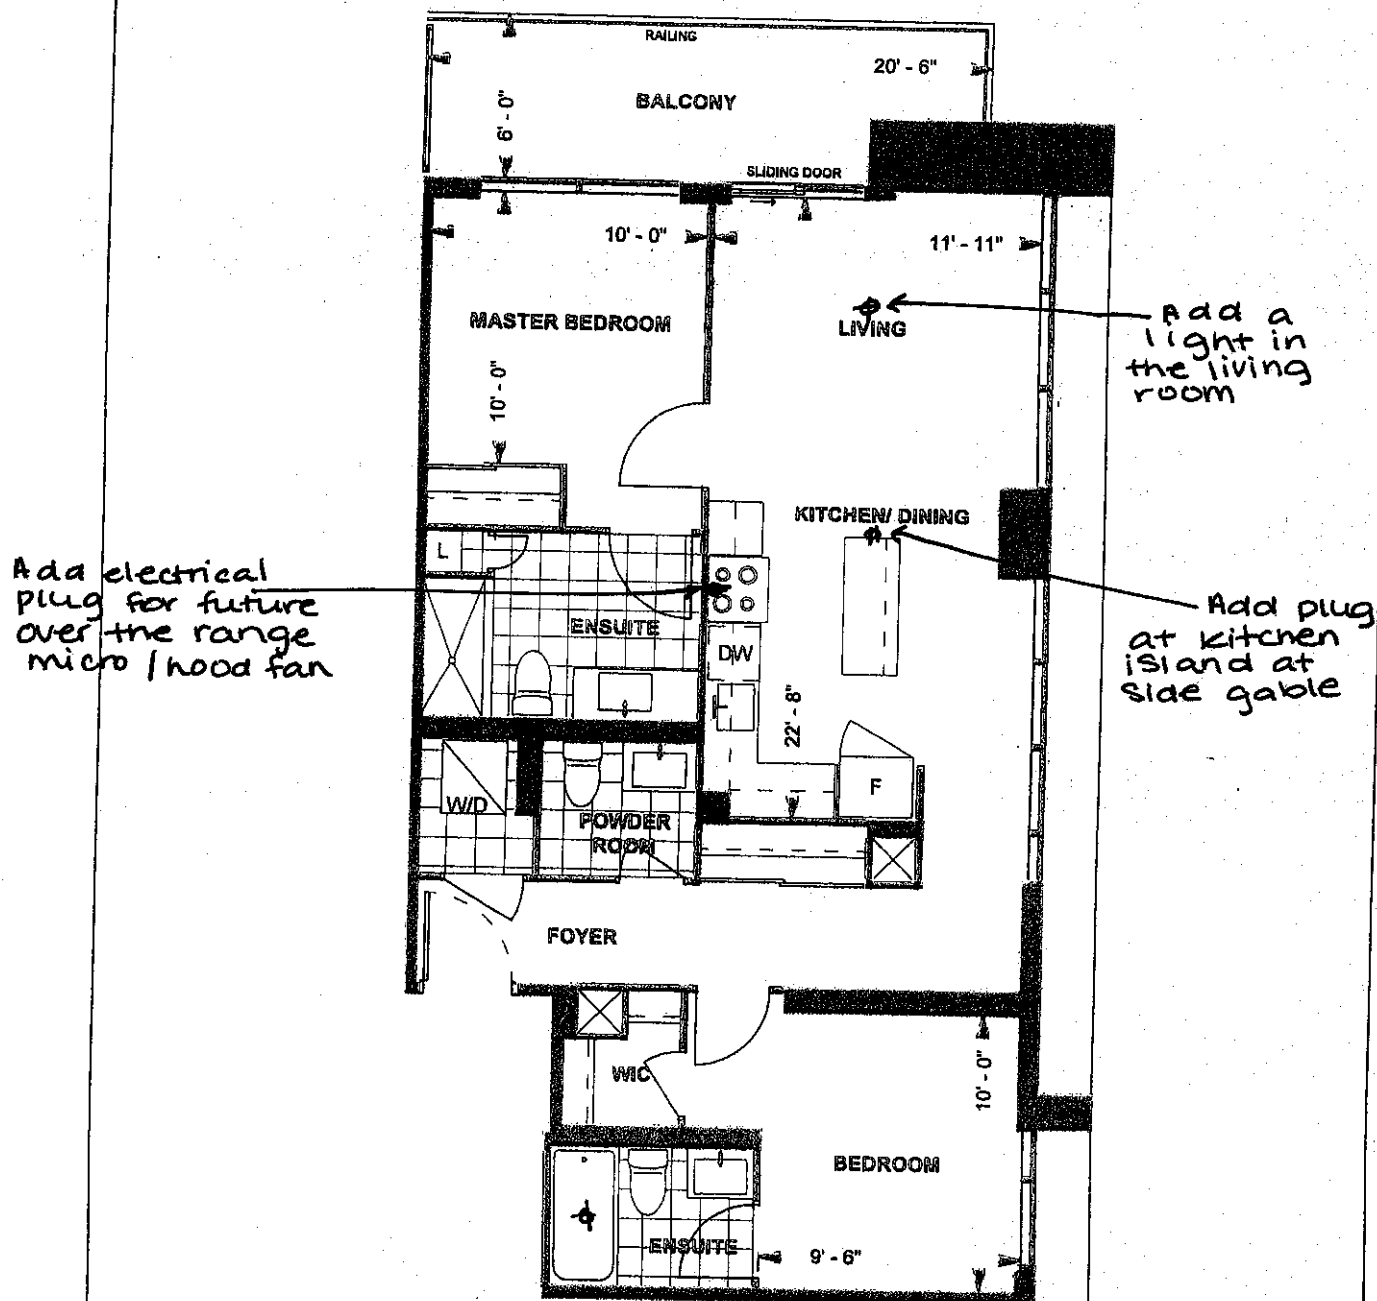 RAILING
20' - 6"
BALCONY
6' - 0"
SLIDING DOOR
10' - 0"
11' - 11"
MASTER BEDROOM
LIVING
Add a
light in
the living
room
10' - 0"
KITCHEN/ DINING
L
Add electrical
plug for future
over the range
micro / hood fan
ENSUITE
DW
Add plug
at kitchen
island at
side gable
22' - 8"
F
W/D
POWDER
ROOM
FOYER
WIC
10' - 0"
BEDROOM
ENSUITE
9' - 6"